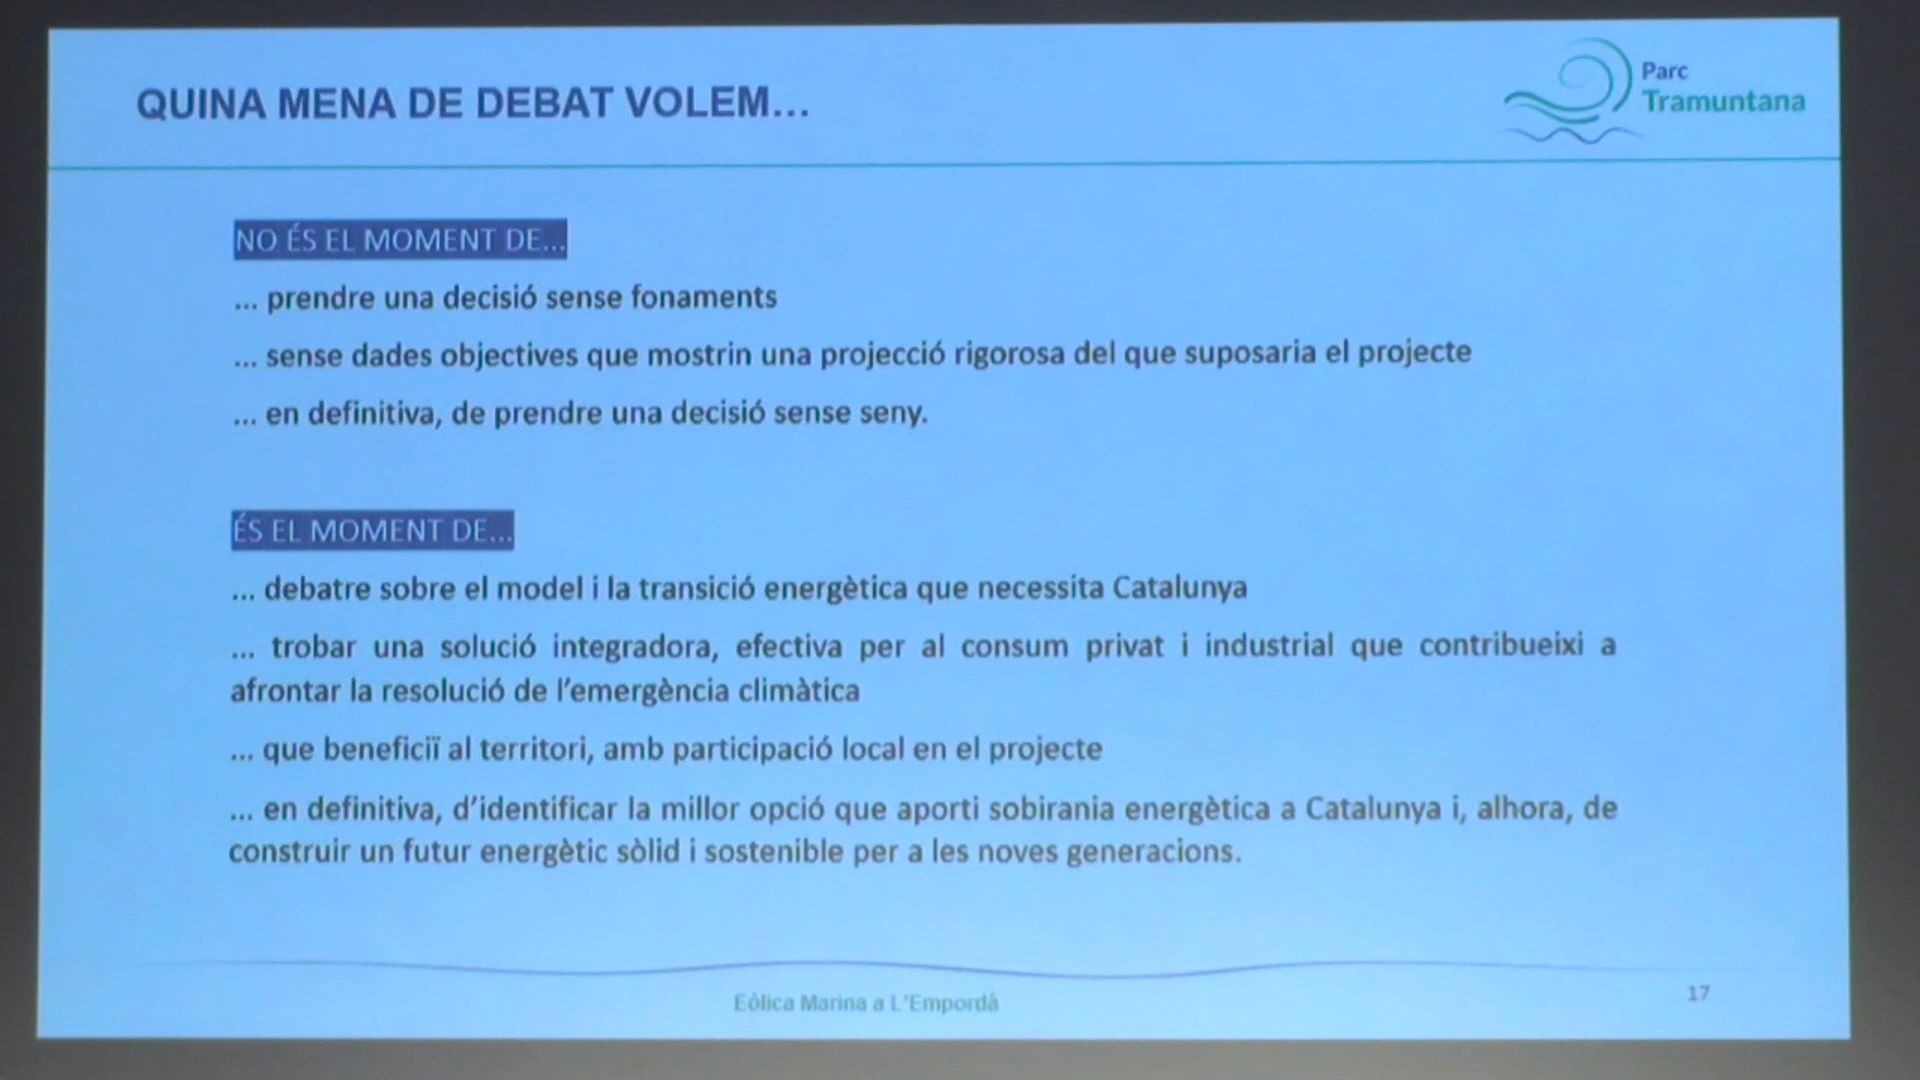 QUINA MENA DE DEBAT VOLEM...
Parc
Tramuntana
NO ÉS EL MOMENT DE...
... prendre una decisió sense fonaments
... sense dades objectives que mostrin una projecció rigorosa del que suposaria el projecte
... en definitiva, de prendre una decisió sense seny.
ÉS EL MOMENT DE...
... debatre sobre el model i la transició energètica que necessita Catalunya
... trobar una solució integradora, efectiva per al consum privat i industrial que contribueixi a
afrontar la resolució de l'emergència climàtica
... que beneficiï al territori, amb participació local en el projecte
... en definitiva, d'identificar la millor opció que aporti sobirania energètica a Catalunya i, alhora, de
construir un futur energètic sòlid i sostenible per a les noves generacions.
Eòlica Marina a L'Empordà
17